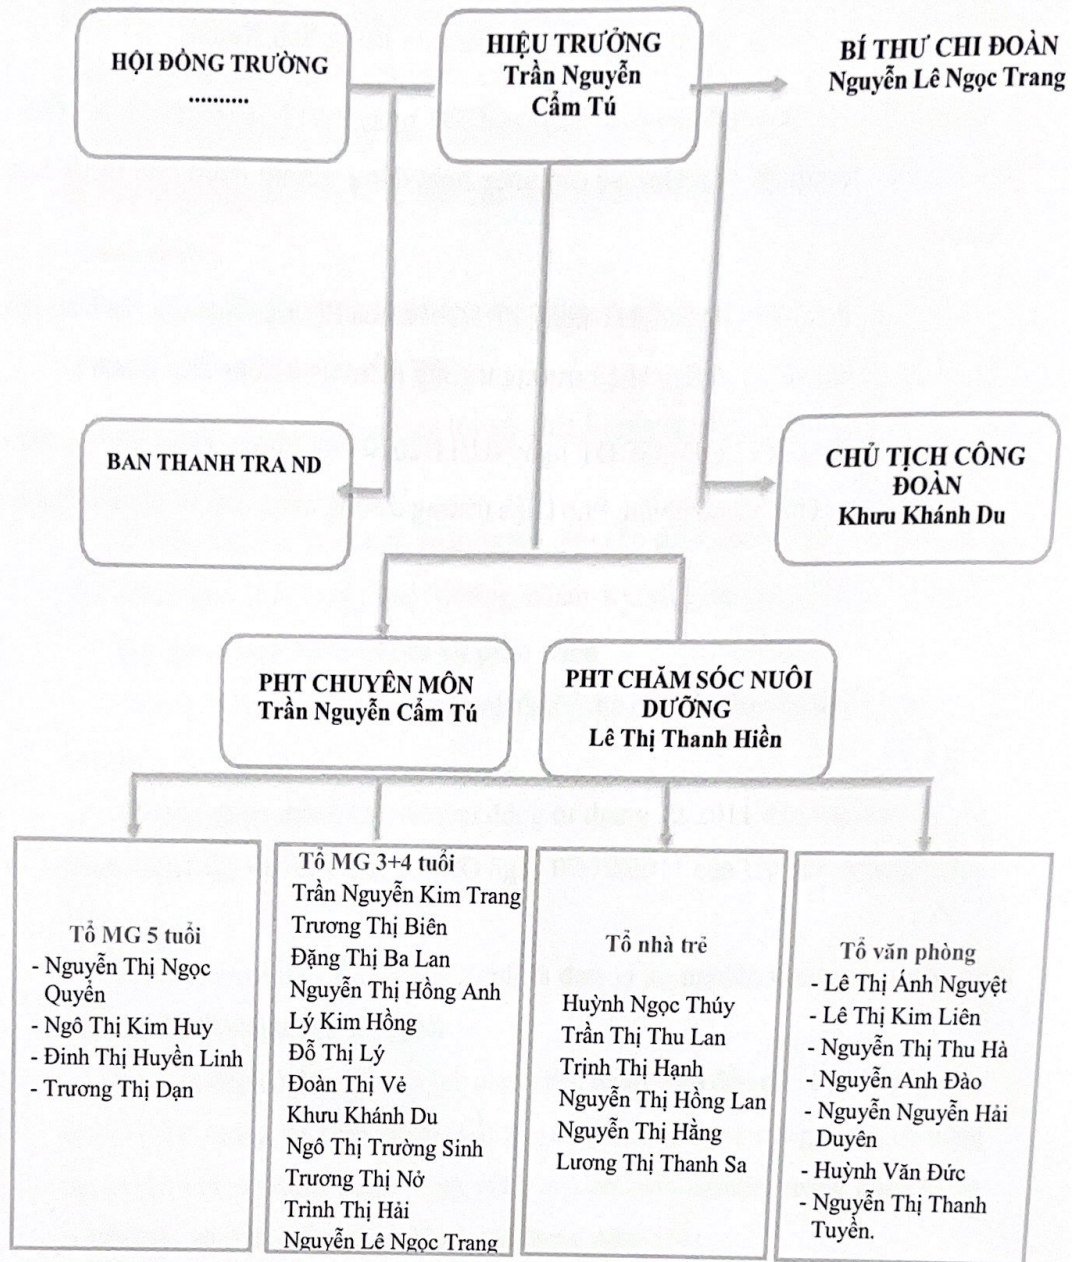 HỘI ĐỒNG TRƯỜNG
...........
HIỆU TRƯỞNG
Trần Nguyễn
Cẩm Tú
BÍ THƯ CHI ĐOÀN
Nguyễn Lê Ngọc Trang
BAN THANH TRA ND
CHỦ TỊCH CÔNG
ĐOÀN
Khưu Khánh Du
PHT CHUYÊN MÔN
Trần Nguyễn Cẩm Tú
PHT CHĂM SÓC NUÔI
DƯỠNG
Lê Thị Thanh Hiền
Tổ MG 5 tuổi
- Nguyễn Thị Ngọc
Quyển
- Ngô Thị Kim Huy
- Đinh Thị Huyền Linh
- Trương Thị Dạn
Tổ MG 3+4 tuổi
Trần Nguyễn Kim Trang
Trương Thị Biên
Đặng Thị Ba Lan
Nguyễn Thị Hồng Anh
Lý Kim Hồng
Đỗ Thị Lý
Đoàn Thị Vẻ
Khưu Khánh Du
Ngô Thị Trường Sinh
Trương Thị Nở
Trình Thị Hải
Nguyễn Lê Ngọc Trang
Tổ nhà trẻ
Huỳnh Ngọc Thúy
Trần Thị Thu Lan
Trịnh Thị Hạnh
Nguyễn Thị Hồng Lan
Nguyễn Thị Hằng
Lương Thị Thanh Sa
Tổ văn phòng
- Lê Thị Ánh Nguyệt
- Lê Thị Kim Liên
- Nguyễn Thị Thu Hà
- Nguyễn Anh Đào
- Nguyễn Nguyễn Hải
Duyên
- Huỳnh Văn Đức
- Nguyễn Thị Thanh
Tuyền.